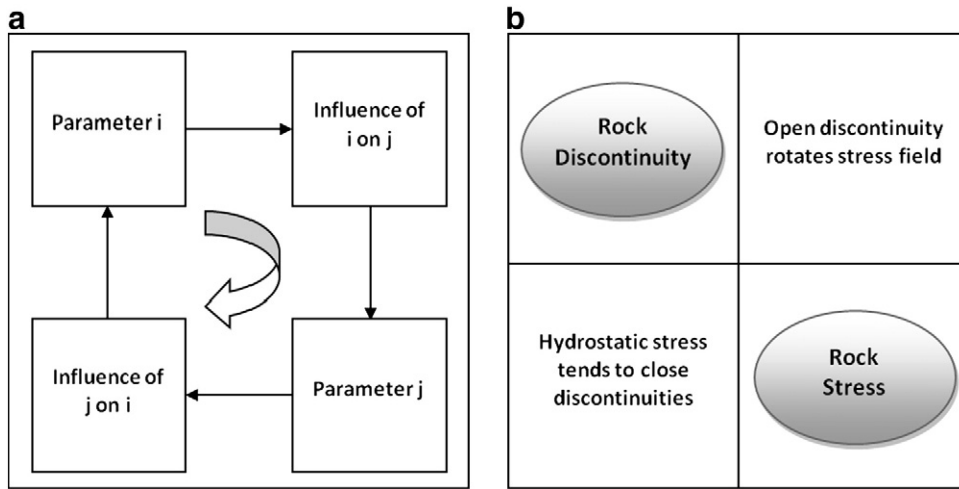 a
Parameter i
Influence of
i on j
Influence of
j on i
Parameter j
b
Rock
Discontinuity
Open discontinuity
rotates stress field
Hydrostatic stress
tends to close
discontinuities
Rock
Stress